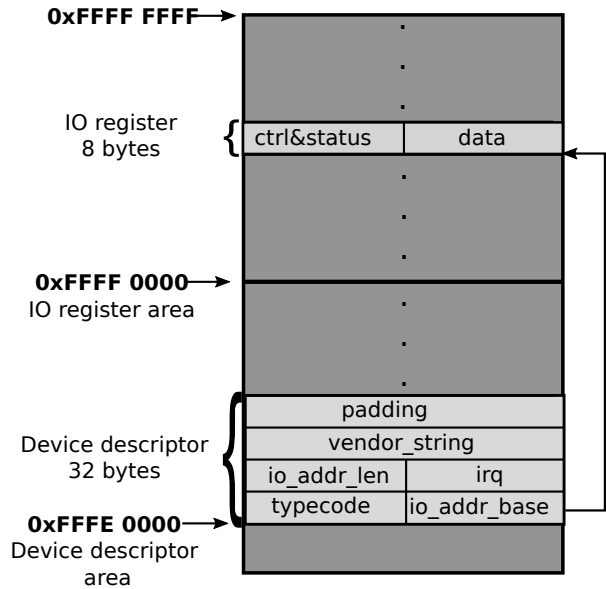 0xFFFF FFFF
IO register
8 bytes
ctrl&status
data
0xFFFF 0000
IO register area
padding
vendor_string
Device descriptor
32 bytes
io_addr_len
irq
typecode
io_addr_base
0xFFFE 0000
Device descriptor
area